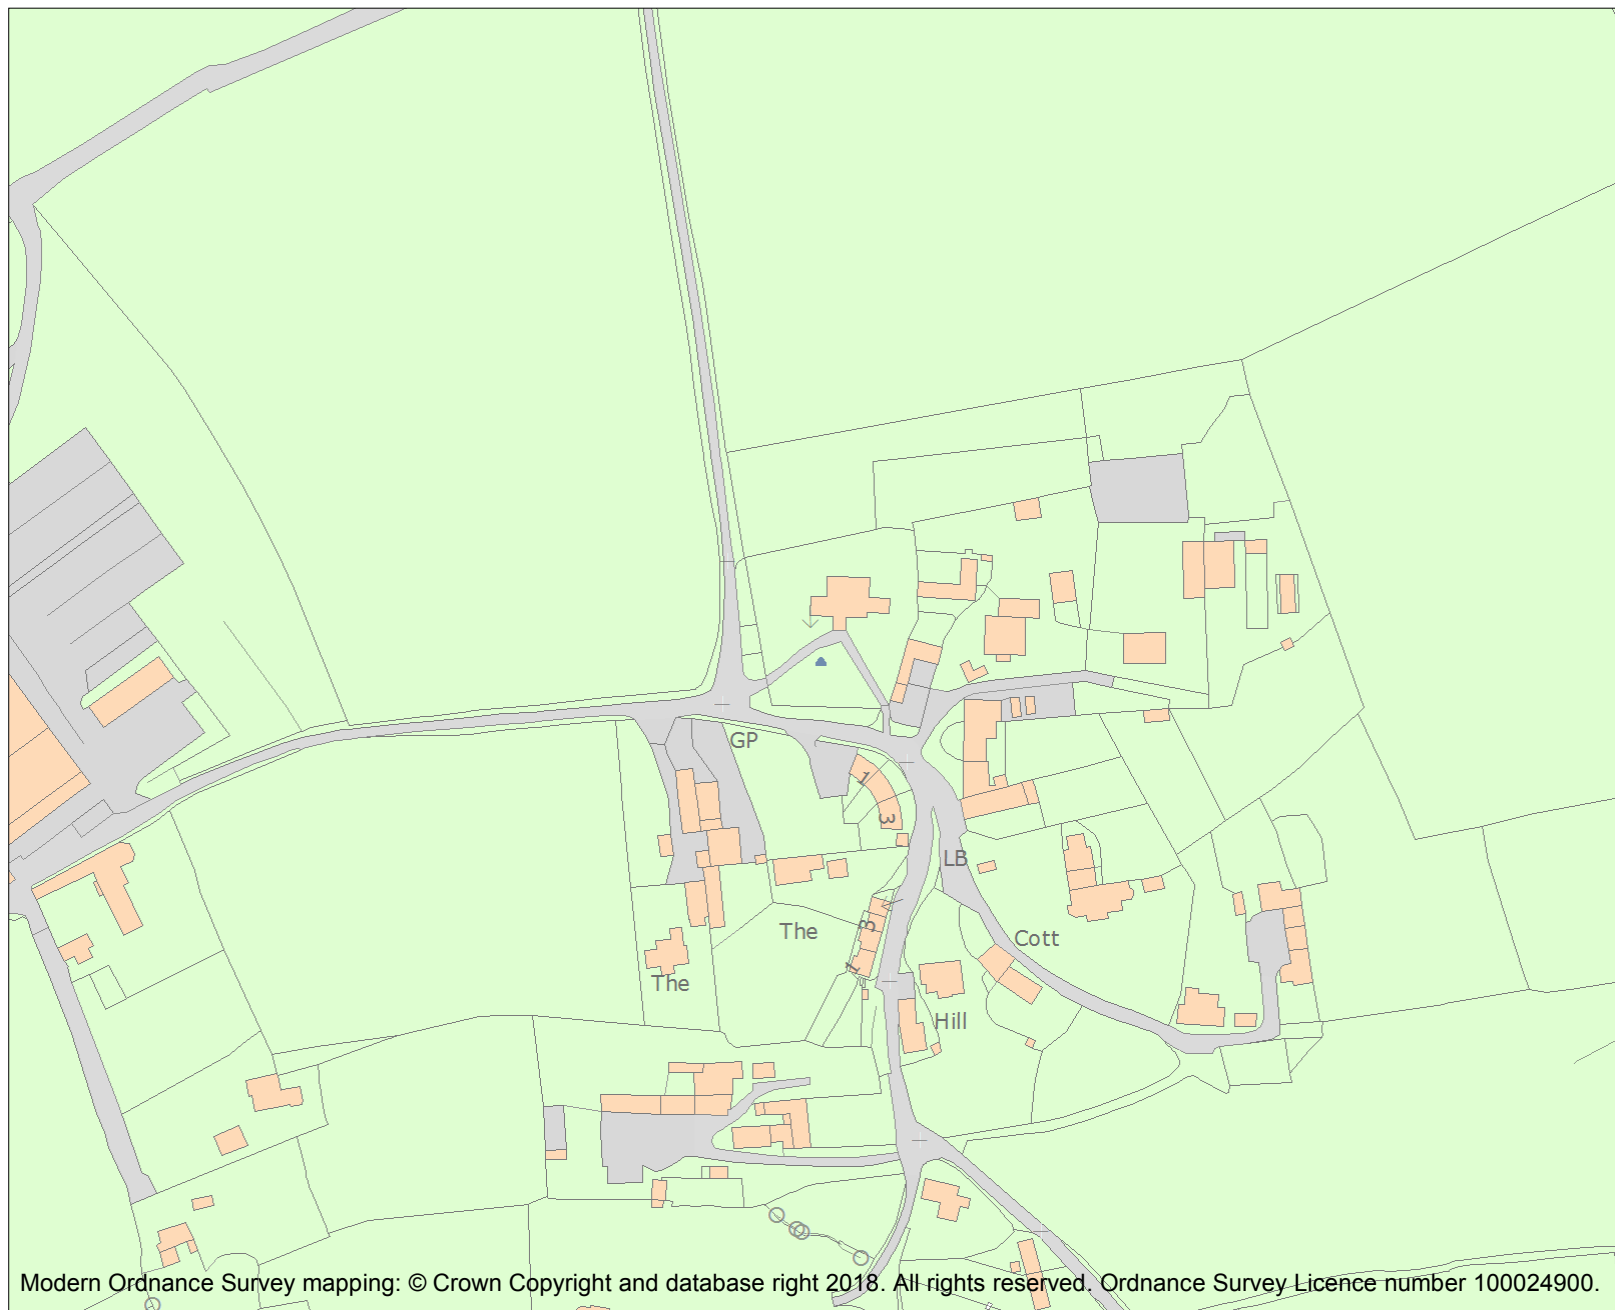 GP
1
3
LB
3
The
Cott
1
The
Hill
Modern Ordnance Survey mapping: © Crown Copyright and database right 2018. All rights reserved. Ordnance Survey Licence number 100024900.